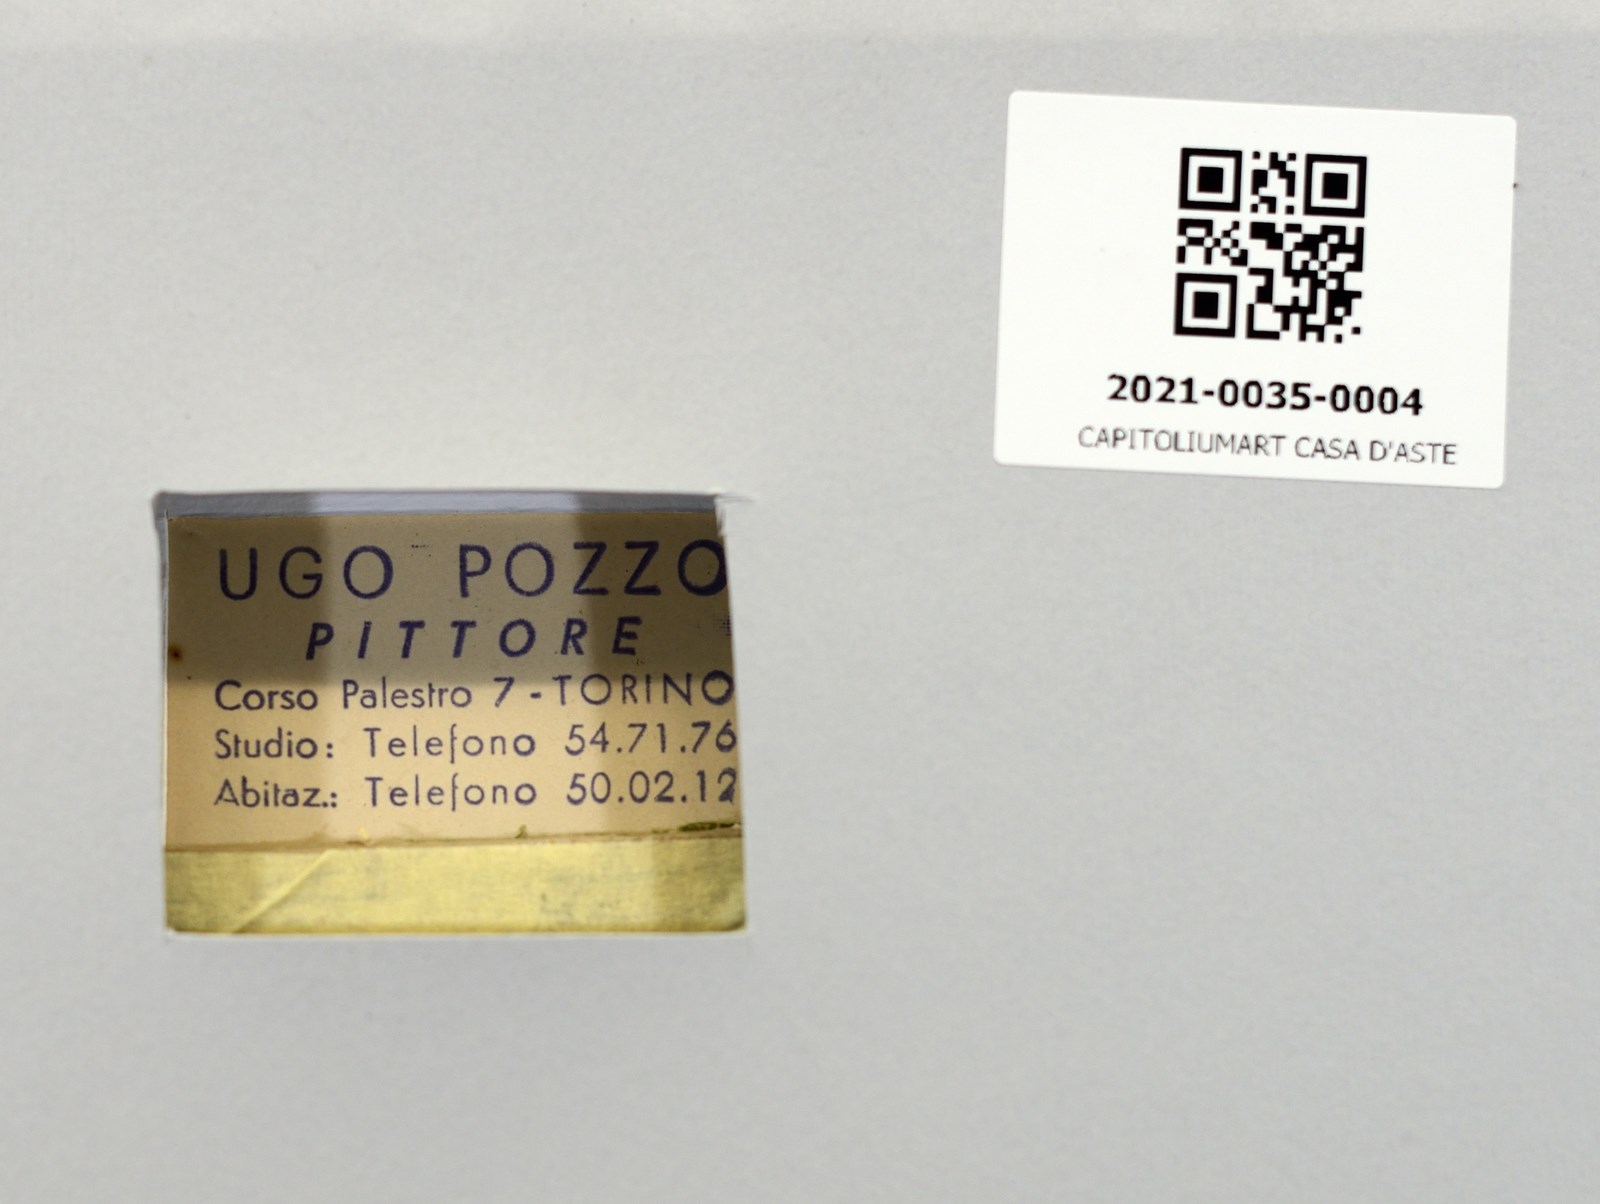 2021-0035-0004
CAPITOLIUMART CASA D'ASTE
UGO POZZO
PITTORE
Corso Palestro 7 - TORINO
Studio: Telefono 54.71.76
Abitaz.: Telefono 50.02.12